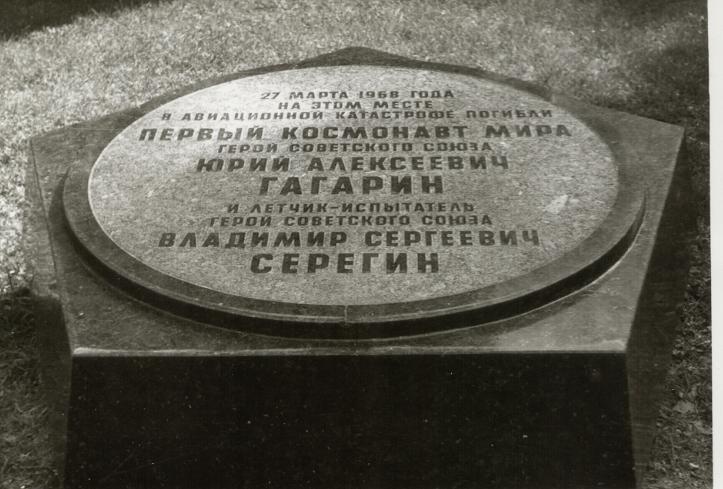 27 МАРТА 1968 ГОДА
НА ЭТОМ МЕСТЕ
В АВИАЦИОННОЙ КАТАСТРОФЕ ПОГИБЛИ
ПЕРВЫЙ КОСМОНАВТ МИРА
ГЕРОЙ СОВЕТСКОГО СОЮЗА
ЮРИЙ АЛЕКСЕЕВИЧ
ГАГАРИН
И ЛЕТЧИК-ИСПЫТАТЕЛЬ
ГЕРОЙ СОВЕТСКОГО СОЮЗА
ВЛАДИМИР СЕРГЕЕВИЧ
СЕРЕГИН